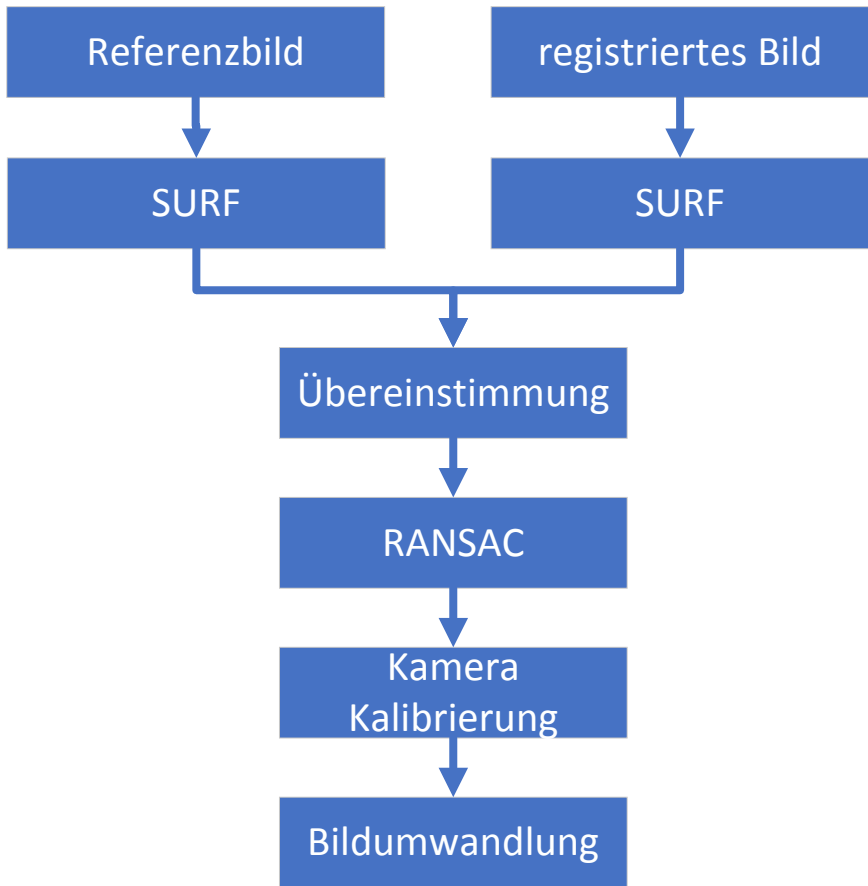 Referenzbild
registriertes Bild
SURF
SURF
Übereinstimmung
RANSAC
Kamera
Kalibrierung
Bildumwandlung